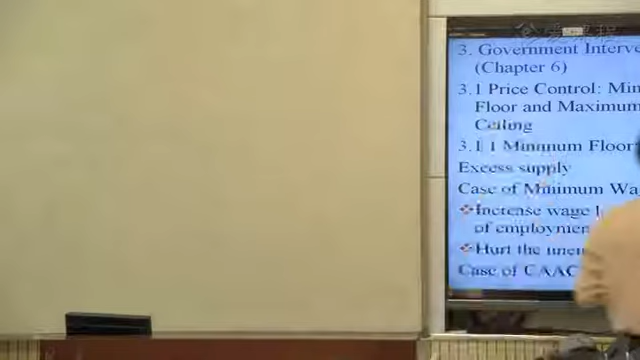 3. Government Interve
(Chapter 6)
3.1 Price Control: Min
Floor and Maximum
Ceiling
3.1.1 Minimum Floor
Excess supply
Case of Minimum Wa
Increase wage l
of employmen
Hurt the unem
Case of CAAC